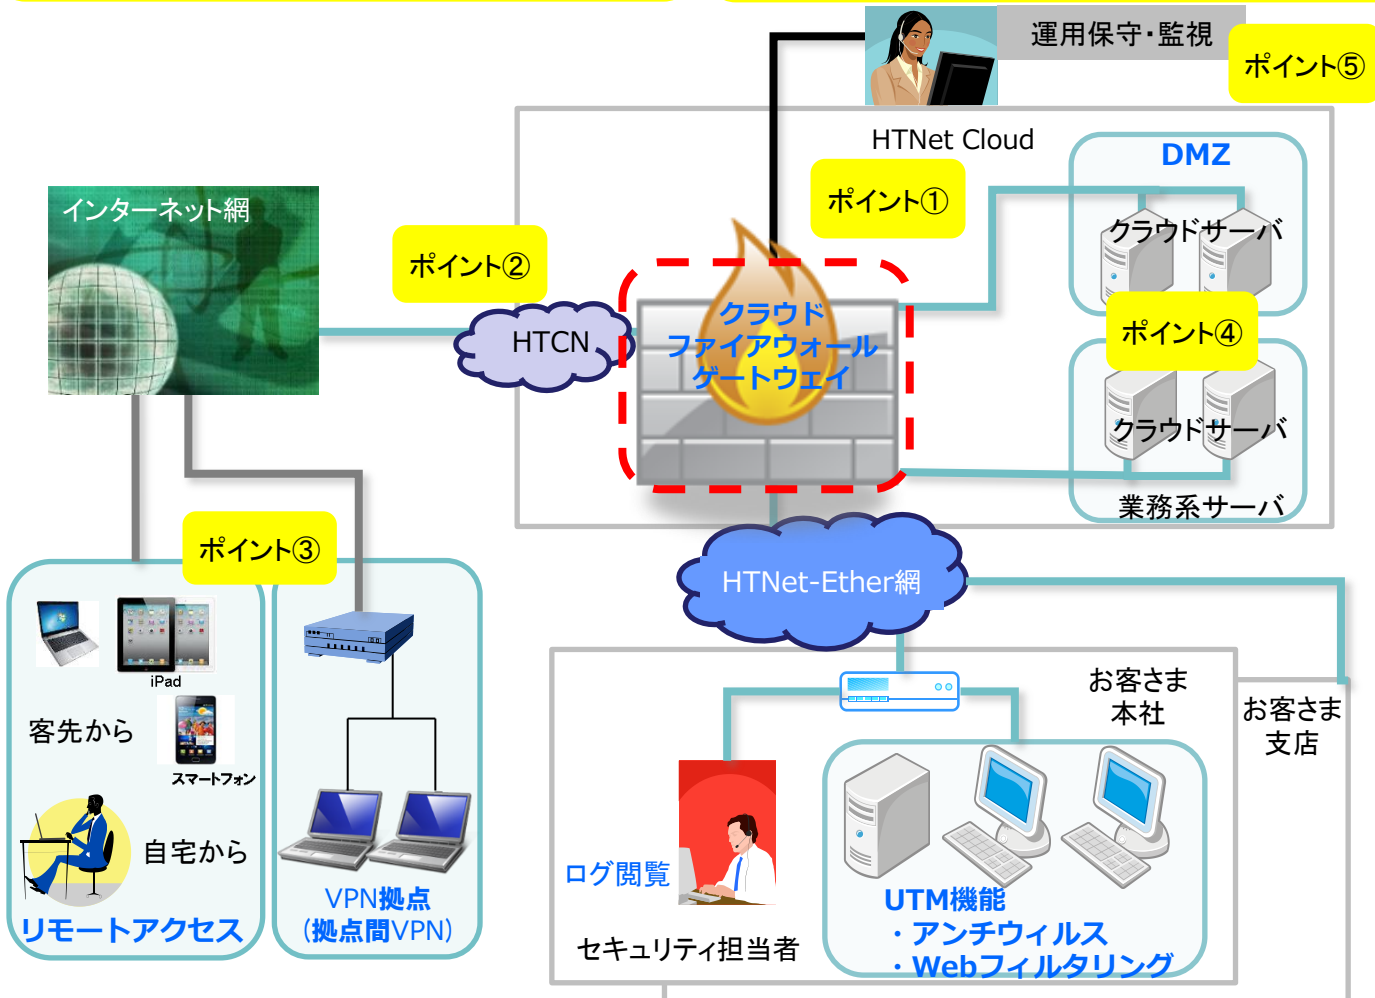 運用保守・監視
ポイント⑤
HTNet Cloud
DMZ
ポイント①
インターネット網
クラウドサーバ
ポイント②
クラウド
ファイアウォール
ゲートウェイ
HTCN
ポイント④
クラウドサーバ
業務系サーバ
ポイント③
HTNet-Ether網
iPad
お客さま
本社
お客さま
支店
客先から
スマートフォン
自宅から
ログ閲覧
VPN拠点
(拠点間VPN)
リモートアクセス
セキュリティ担当者
UTM機能
・アンチウィルス
・Webフィルタリング